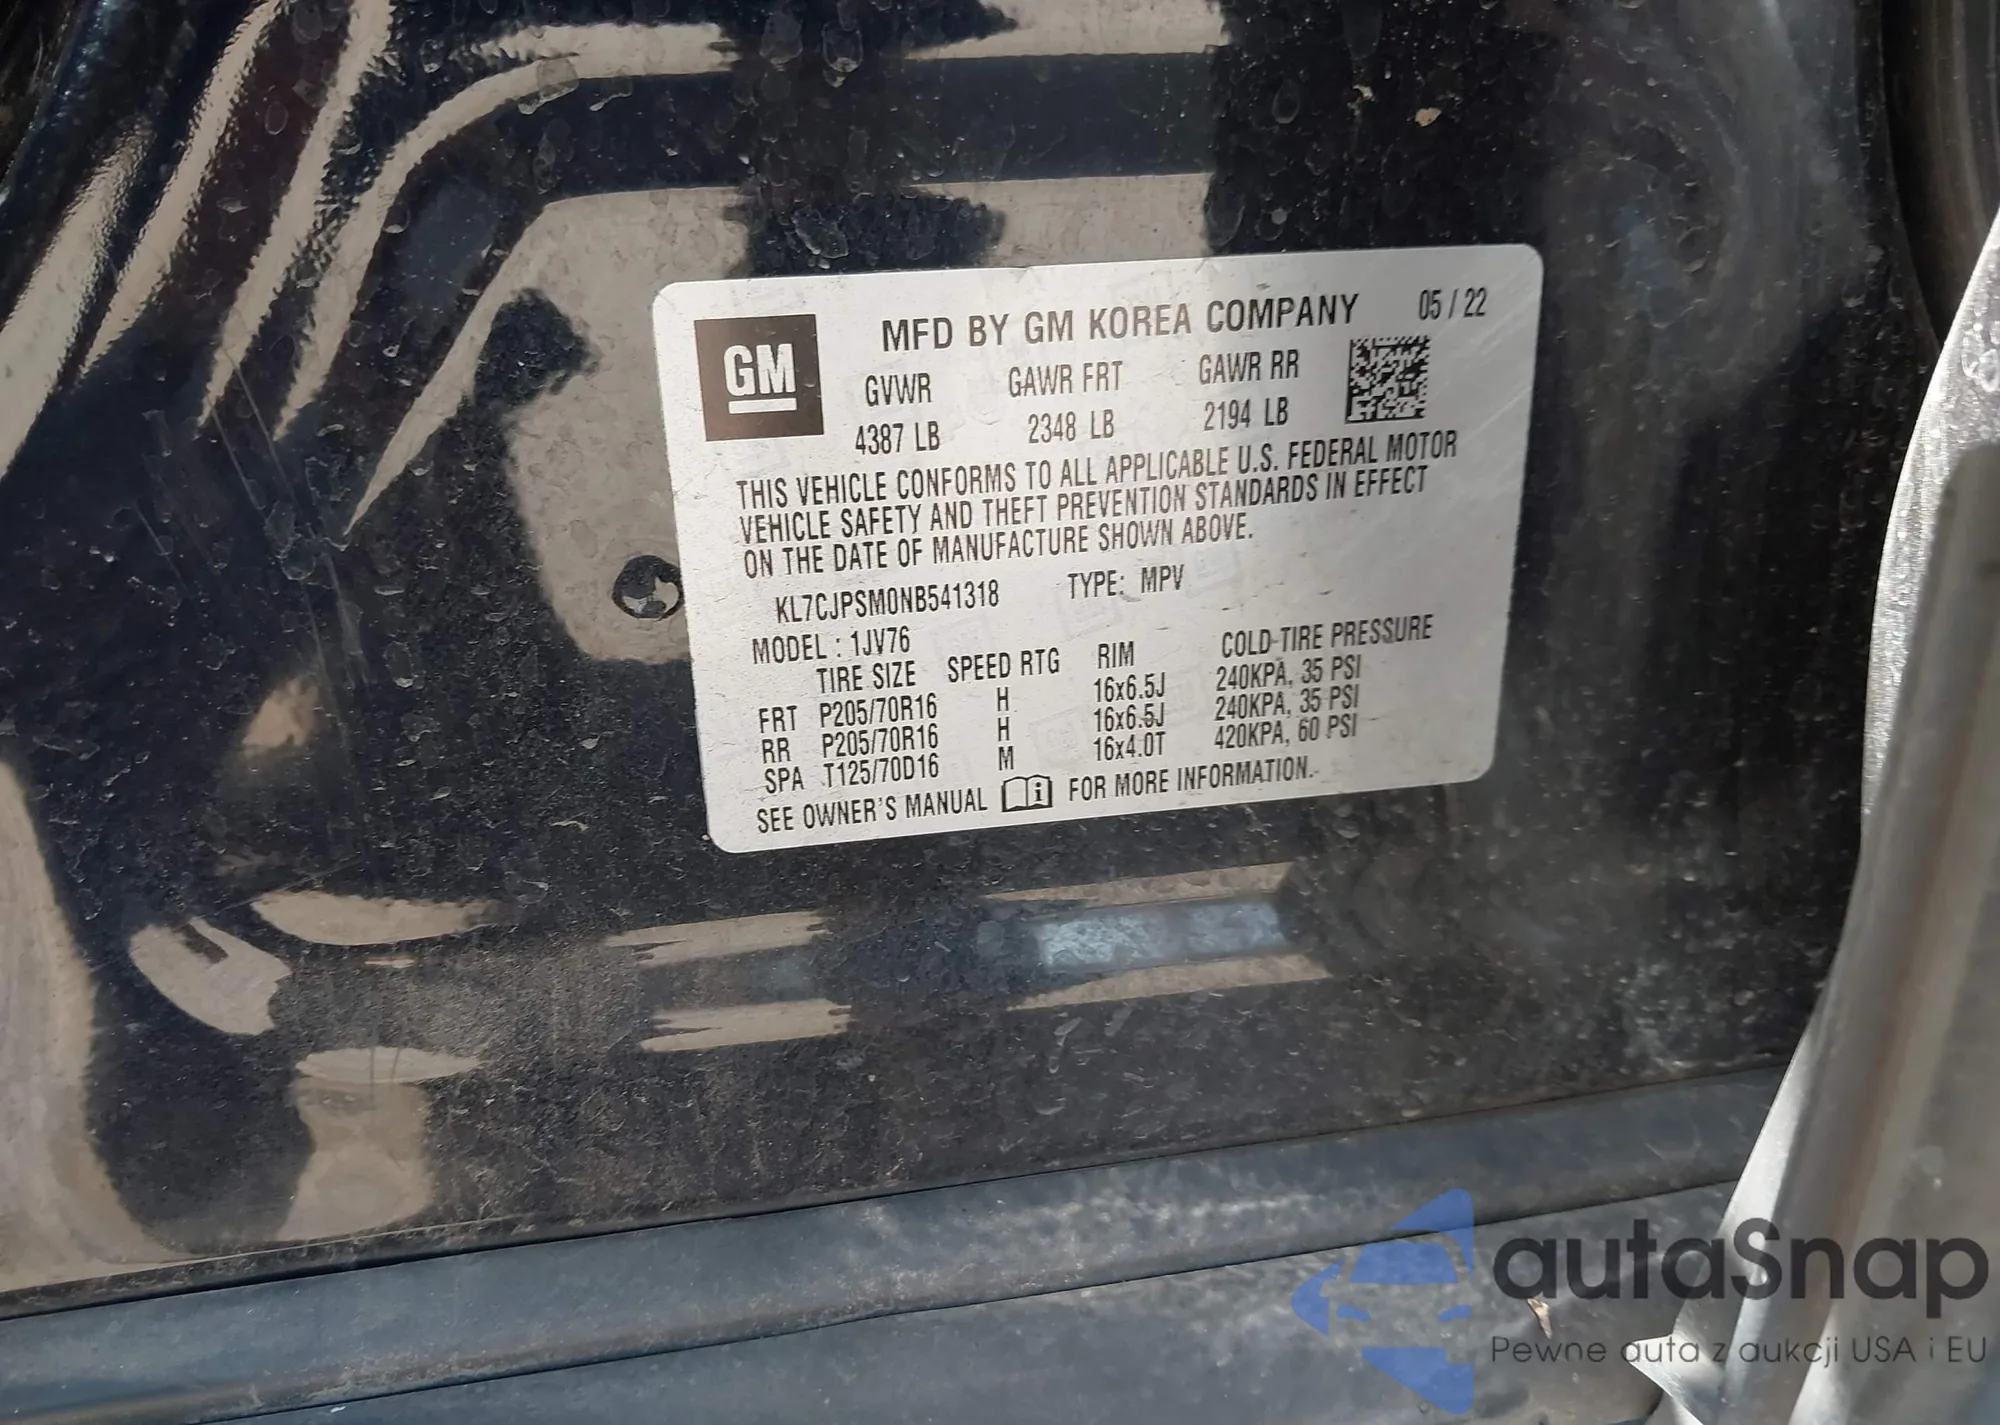 GM
MFD BY GM KOREA COMPANY 05 / 22
GVWR GAWR FRT GAWR RR
4387 LB 2348 LB 2194 LB
THIS VEHICLE CONFORMS TO ALL APPLICABLE U.S. FEDERAL MOTOR
VEHICLE SAFETY AND THEFT PREVENTION STANDARDS IN EFFECT
ON THE DATE OF MANUFACTURE SHOWN ABOVE.
KL7CJPSM0NB541318 TYPE: MPV
MODEL : 1JV76
TIRE SIZE SPEED RTG RIM COLD TIRE PRESSURE
FRT P205/70R16 H 16x6.5J 240KPA, 35 PSI
RR P205/70R16 H 16x6.5J 240KPA, 35 PSI
SPA T125/70D16 M 16x4.0T 420KPA, 60 PSI
SEE OWNER'S MANUAL i FOR MORE INFORMATION.
autaSnap
Pewne auta z aukcji USA i EU